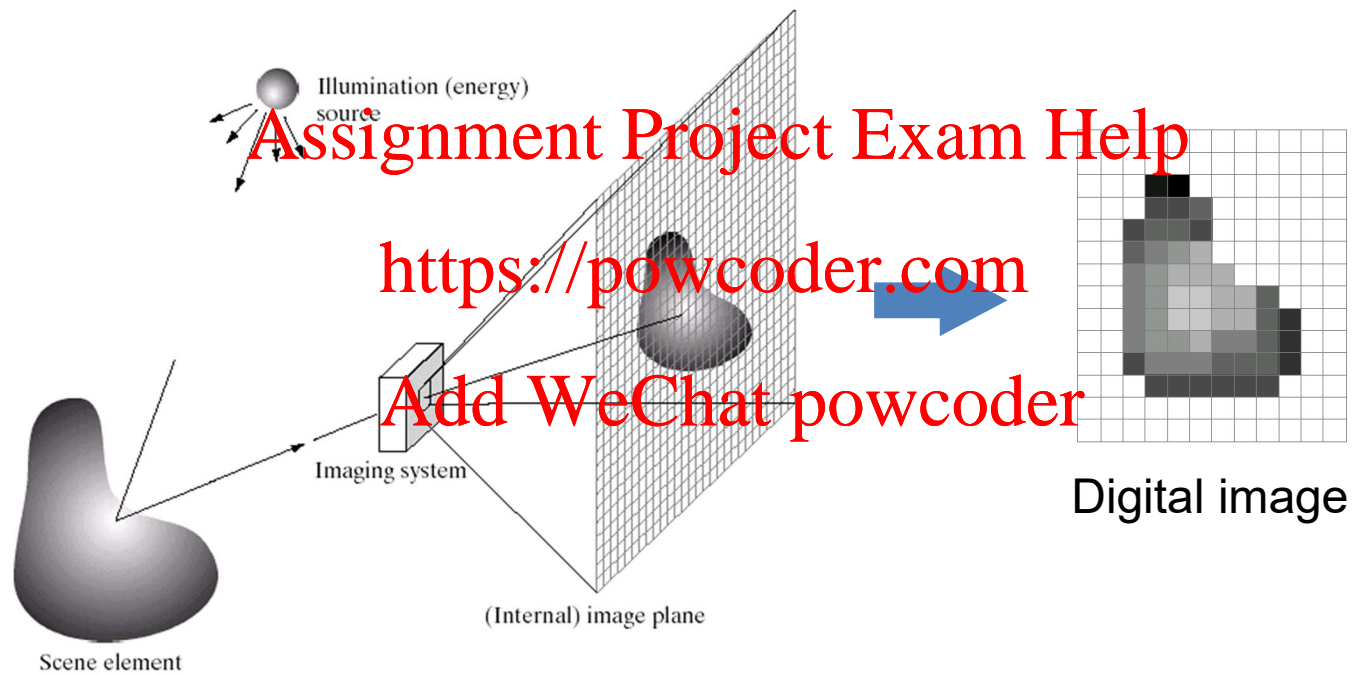 Illumination (energy)
source
Assignment Project Exam Help
https://powcoder.com
Add WeChat powcoder
Imaging system
Digital image
(Internal) image plane
Scene element